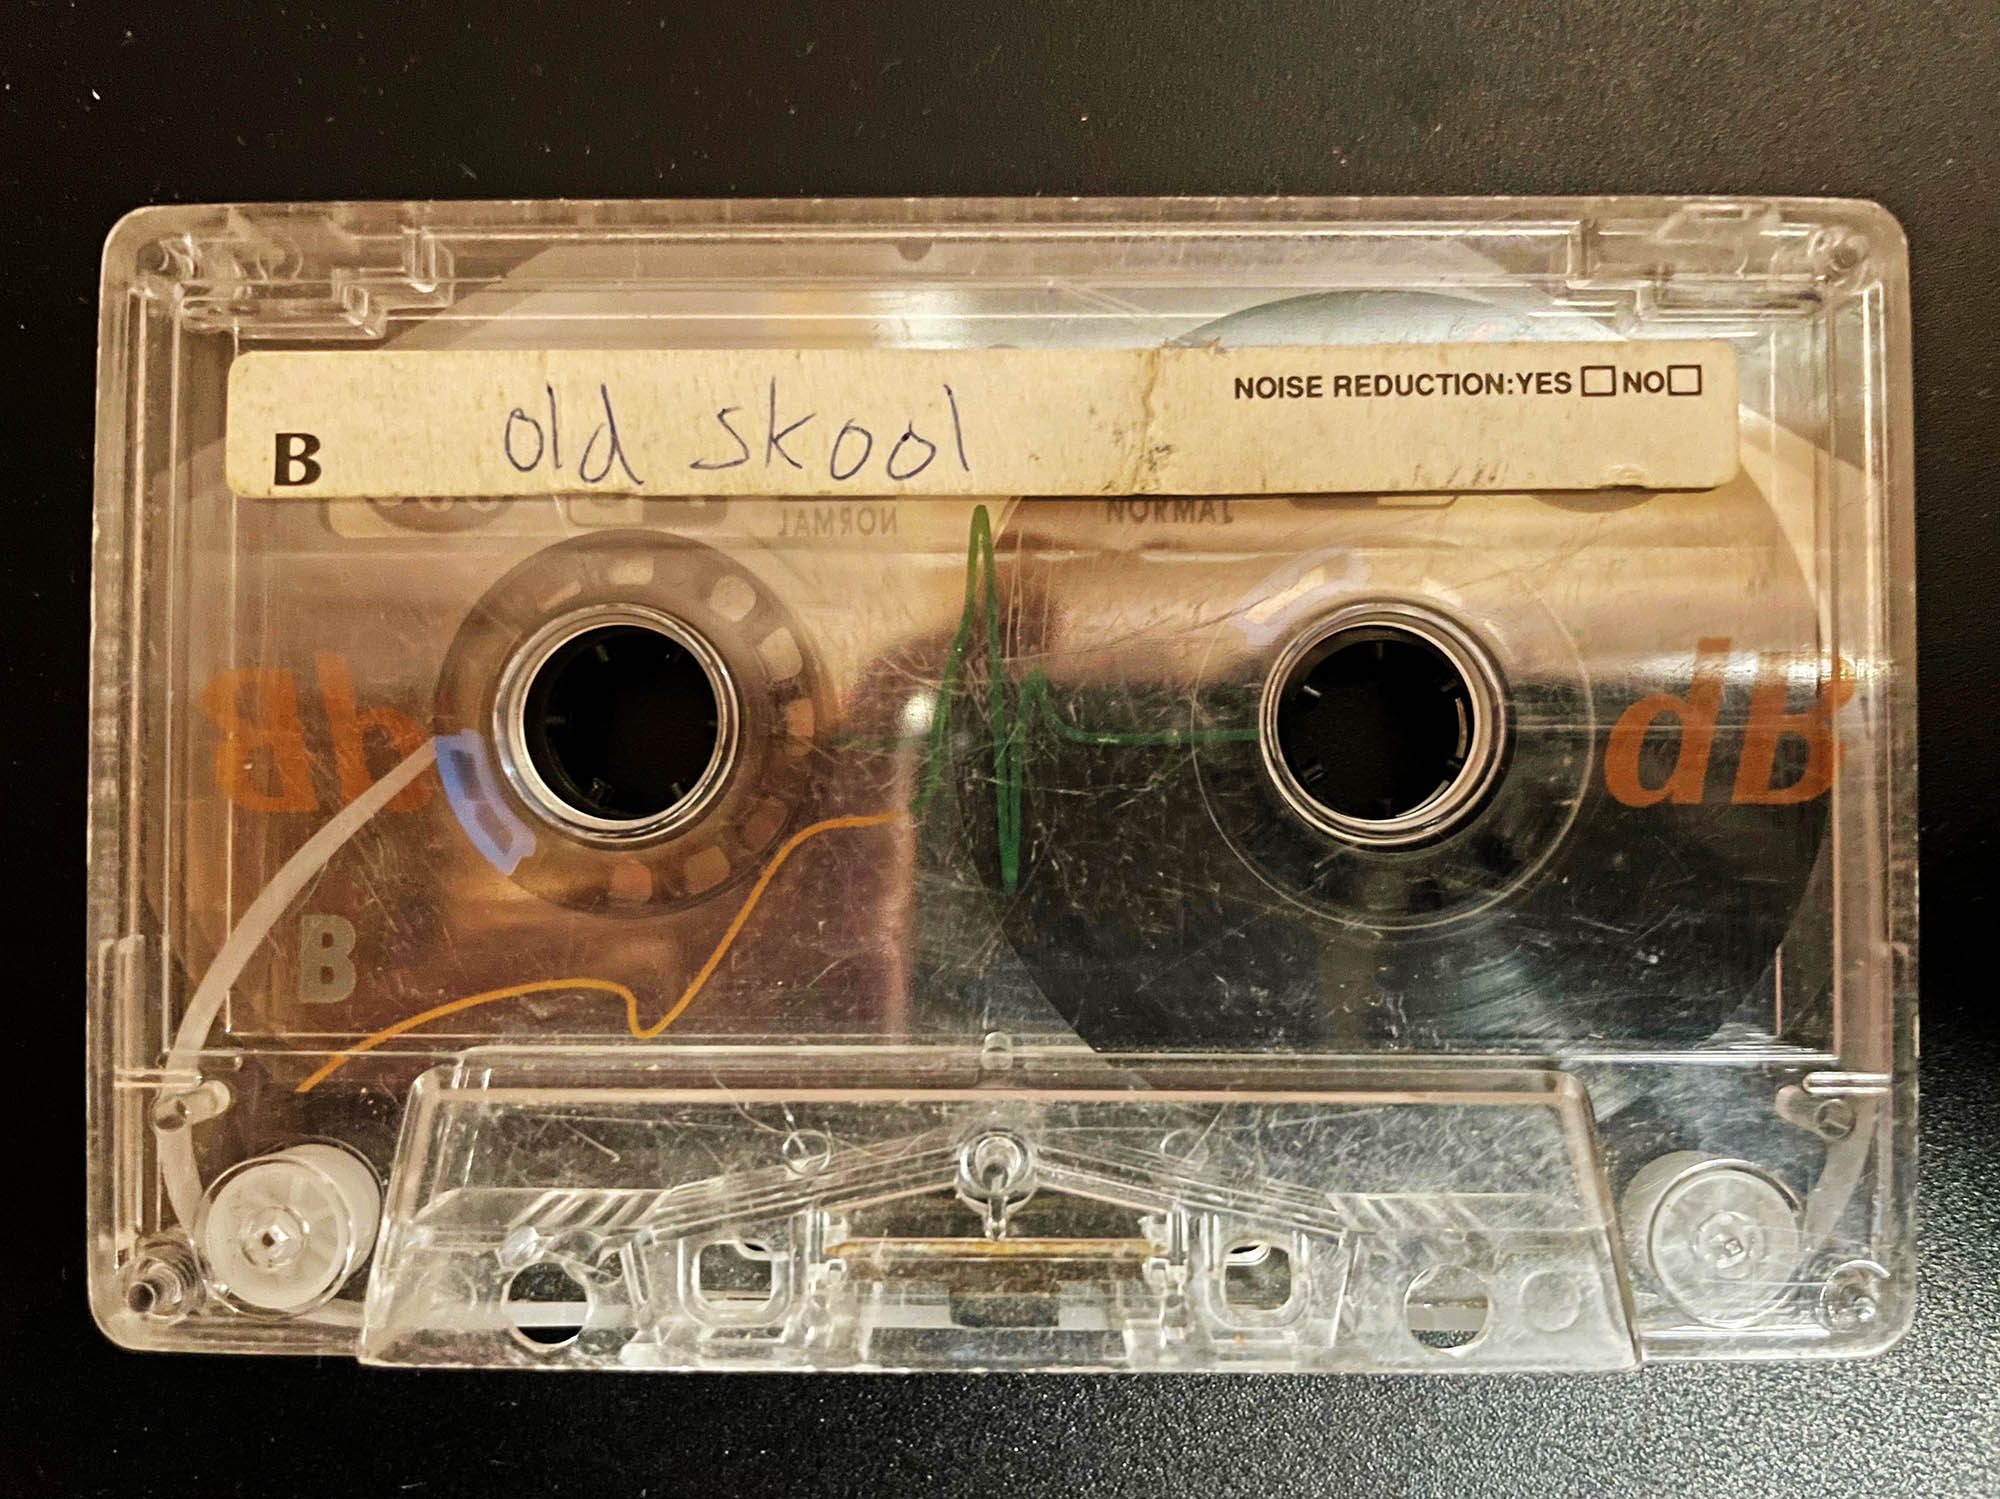 old skool NOISE REDUCTION:YES NO
B
NORMAL NORMAL
dB dB
B